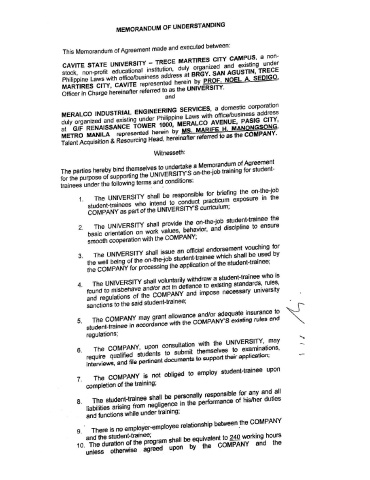 MEMORANDUM OF UNDERSTANDING
This Memorandum of Agreement made and executed between:
CAVITE STATE UNIVERSITY – TRECE MARTIRES CITY CAMPUS, a non-
stock, non-profit educational institution, duly organized and existing under
Philippine Laws with office/business address at BRGY. SAN AGUSTIN, TRECE
MARTIRES CITY, CAVITE represented herein by PROF. NOEL A. SEDIGO,
Officer in Charge hereinafter referred to as the UNIVERSITY.
and
MERALCO INDUSTRIAL ENGINEERING SERVICES, a domestic corporation
duly organized and existing under Philippine Laws with office/business address
at G/F RENAISSANCE TOWER 1000, MERALCO AVENUE, PASIG CITY,
METRO MANILA represented herein by MS. MARIFE H. MANONGSONG,
Talent Acquisition & Resourcing Head, hereinafter referred to as the COMPANY.
Witnesseth:
The parties hereby bind themselves to undertake a Memorandum of Agreement
for the purpose of supporting the UNIVERSITY'S on-the-job training for student-
trainees under the following terms and conditions:
1. The UNIVERSITY shall be responsible for briefing the on-the-job
student-trainees who intend to conduct practicum exposure in the
COMPANY as part of the UNIVERSITY'S curriculum;
2. The UNIVERSITY shall provide the on-the-job student-trainee the
basic orientation on work values, behavior, and discipline to ensure
smooth cooperation with the COMPANY;
3. The UNIVERSITY shall issue an official endorsement vouching for
the well being of the on-the-job student-trainee which shall be used by
the COMPANY for processing the application of the student-trainee;
4. The UNIVERSITY shall voluntarily withdraw a student-trainee who is
found to misbehave and/or act in defiance to existing standards, rules,
and regulations of the COMPANY and impose necessary university
sanctions to the said student-trainee;
5. The COMPANY may grant allowance and/or adequate insurance to
student-trainee in accordance with the COMPANY'S existing rules and
regulations;
6. The COMPANY, upon consultation with the UNIVERSITY, may
require qualified students to submit themselves to examinations,
interviews, and file pertinent documents to support their application;
7. The COMPANY is not obliged to employ student-trainee upon
completion of the training;
8. The student-trainee shall be personally responsible for any and all
liabilities arising from negligence in the performance of his/her duties
and functions while under training;
9. There is no employer-employee relationship between the COMPANY
and the student-trainee;
10. The duration of the program shall be equivalent to 240 working hours
unless otherwise agreed upon by the COMPANY and the